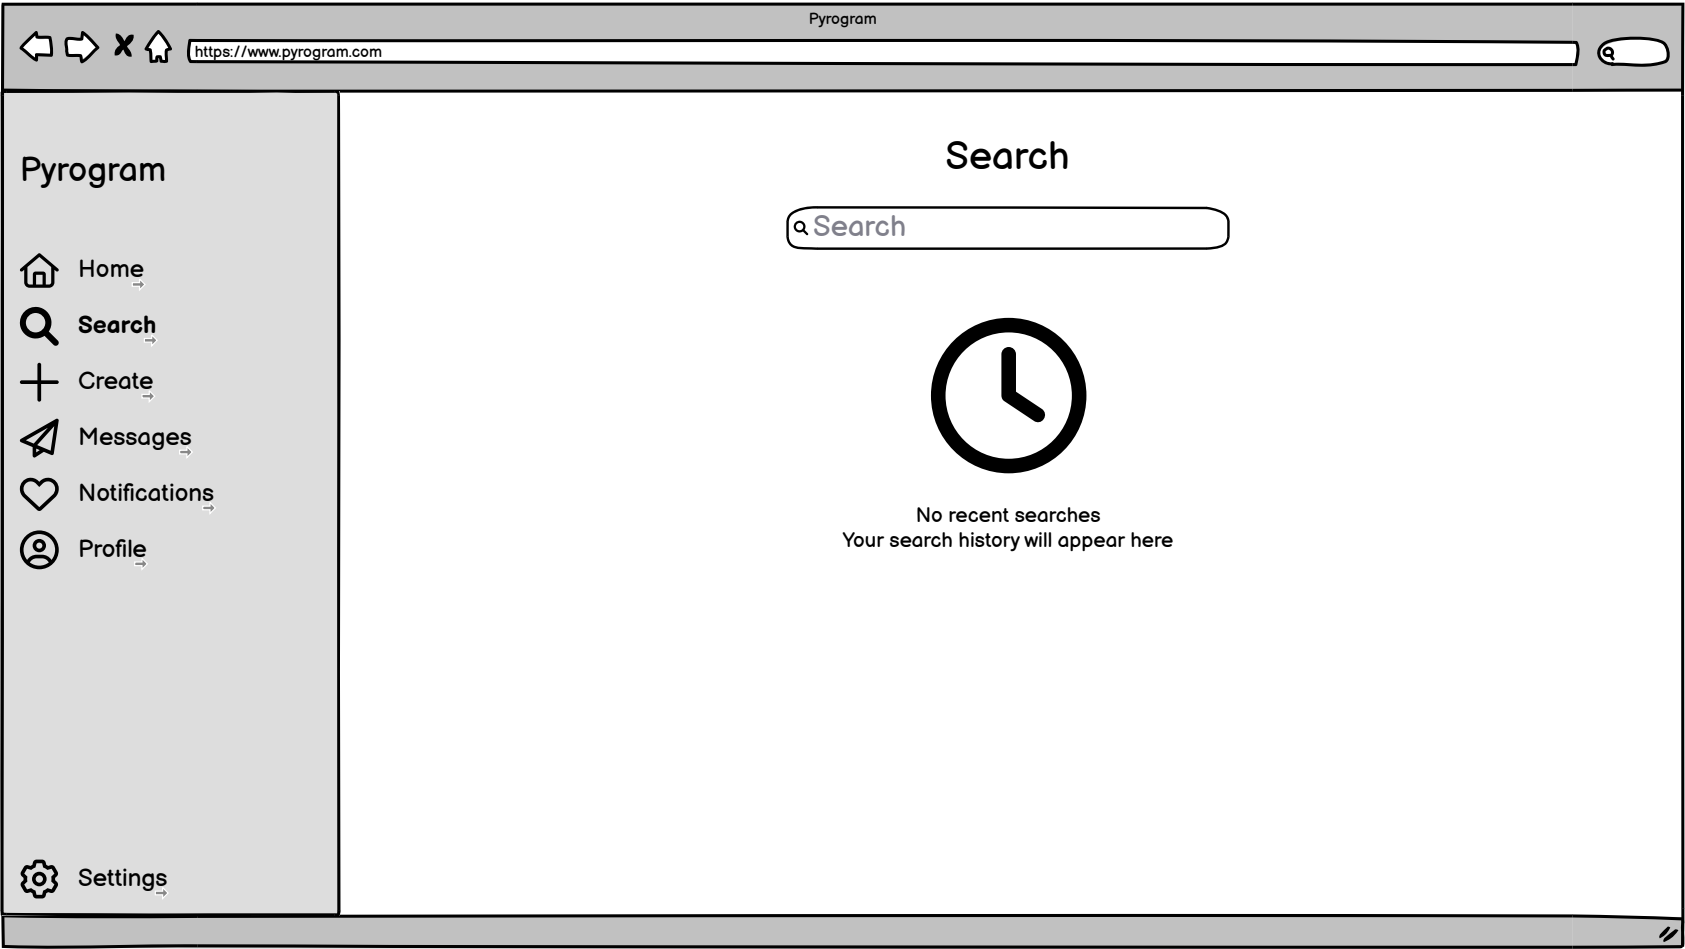 Pyrogram
https://www.pyrogram.com
Pyrogram
Home
Search
Create
Messages
Notifications
Profile
Settings
Search
Search
No recent searches
Your search history will appear here